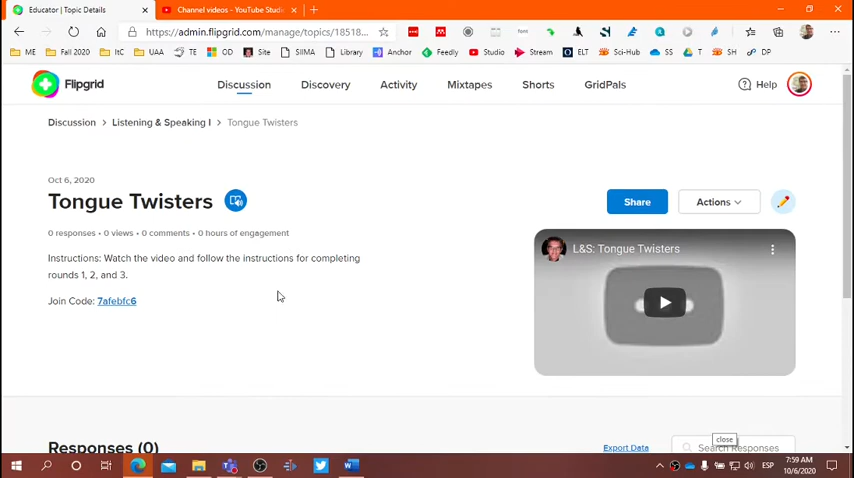 Educator | Topic Details
Channel videos - YouTube Studi
https://admin.flipgrid.com/manage/topics/18518...
ME
Fall 2020
ItC
UAA
TE
OD
Site
SIIMA
Library
Anchor
Feedly
Studio
Stream
ELT
Sci-Hub
SS
T
SH
DP
Flipgrid
Discussion
Discovery
Activity
Mixtapes
Shorts
GridPals
Help
Discussion > Listening & Speaking I > Tongue Twisters
Oct 6, 2020
Tongue Twisters
Share
Actions
0 responses • 0 views • 0 comments • 0 hours of engagement
L&S: Tongue Twisters
Instructions: Watch the video and follow the instructions for completing
rounds 1, 2, and 3.
Join Code: 7afebfc6
close
Responses (0)
Export Data
Search Responses
ESP
7:59 AM
10/6/2020